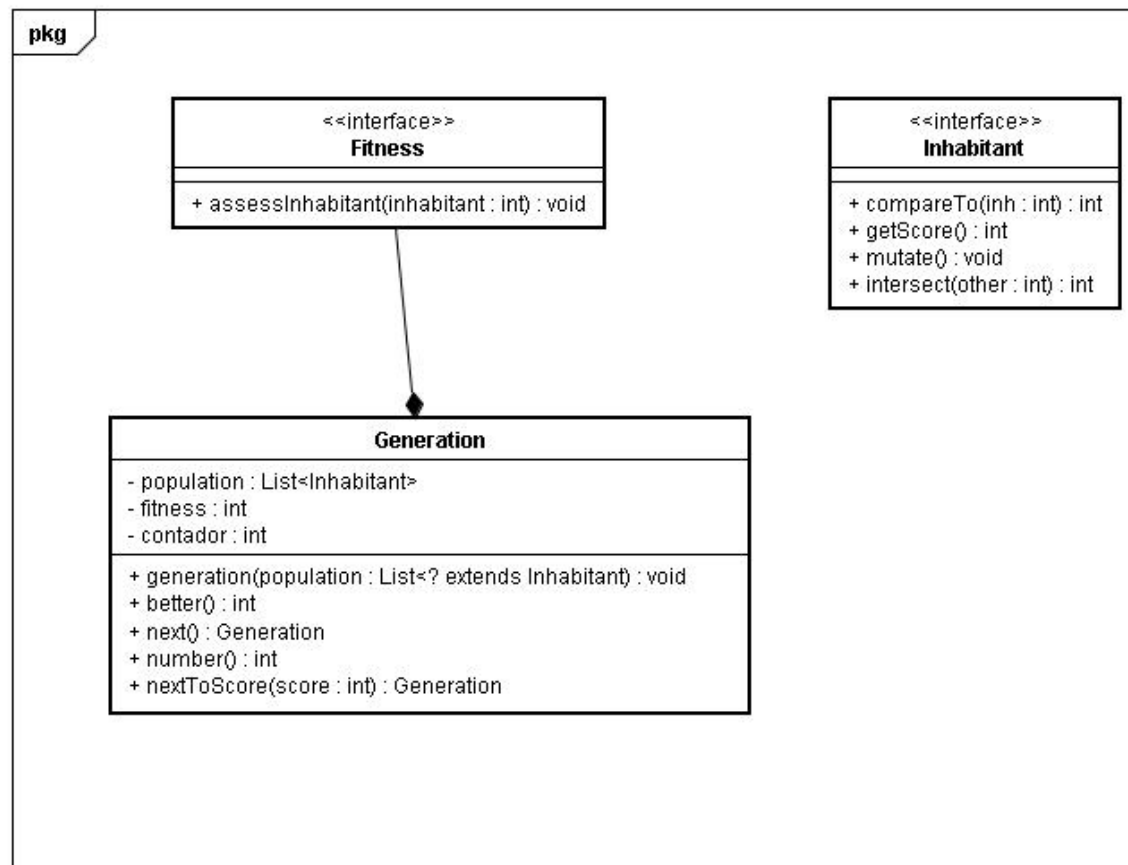 pkg
<<interface>>
Fitness
+ assessInhabitant(inhabitant : int) : void
<<interface>>
Inhabitant
+ compareTo(inh : int) : int
+ getScore() : int
+ mutate() : void
+ intersect(other : int) : int
Generation
- population : List<Inhabitant>
- fitness : int
- contador : int
+ generation(population : List<? extends Inhabitant) : void
+ better() : int
+ next() : Generation
+ number() : int
+ nextToScore(score : int) : Generation